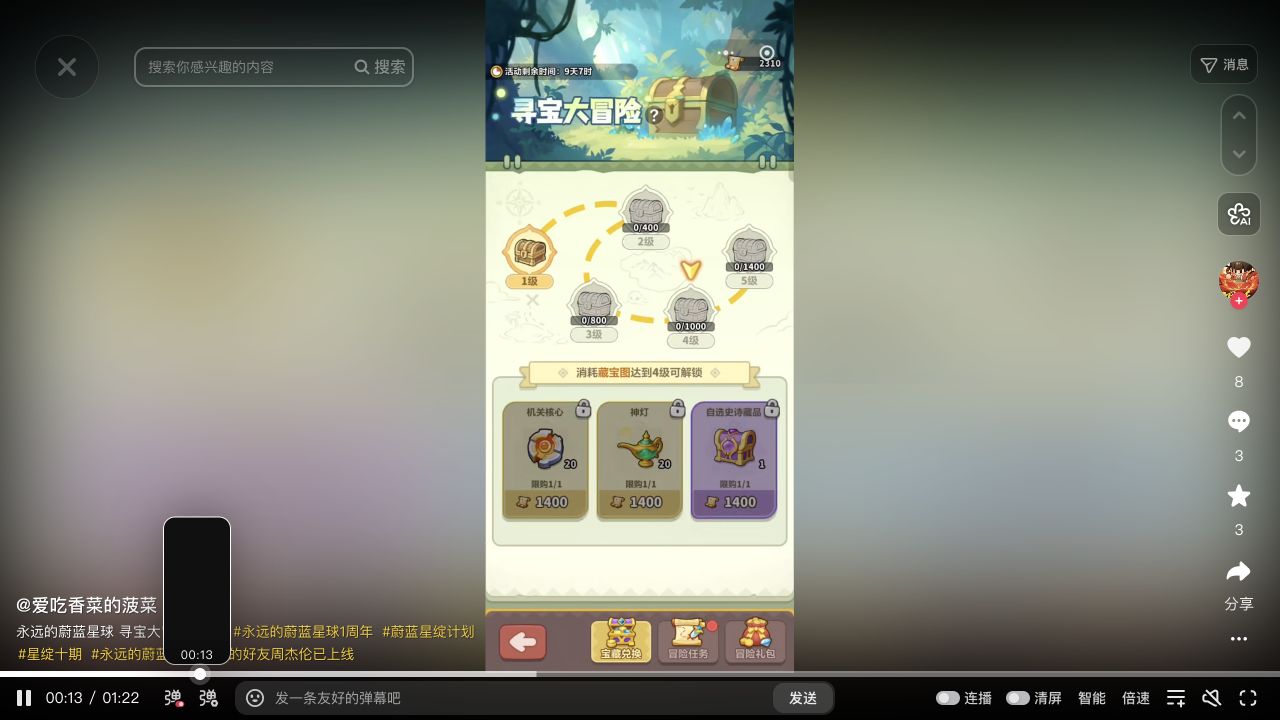 搜索你感兴趣的内容
搜索
消息
2310
活动剩余时间：9天7时
寻宝大冒险
?
AI
0/400
2级
0/1400
5级
1级
0/800
3级
0/1000
4级
消耗藏宝图达到4级可解锁
机关核心
20
限购1/1
1400
神灯
20
限购1/1
1400
自选史诗藏品
1
限购1/1
1400
宝藏兑换
冒险任务
冒险礼包
8
3
3
分享
@爱吃香菜的菠菜
永远的蔚蓝星球 寻宝大
#永远的蔚蓝星球1周年 #蔚蓝星绽计划
#星绽十期 #永远的蔚蓝
的好友周杰伦已上线
00:13
00:13 / 01:22
弹
弹
发一条友好的弹幕吧
发送
连播
清屏
智能
倍速